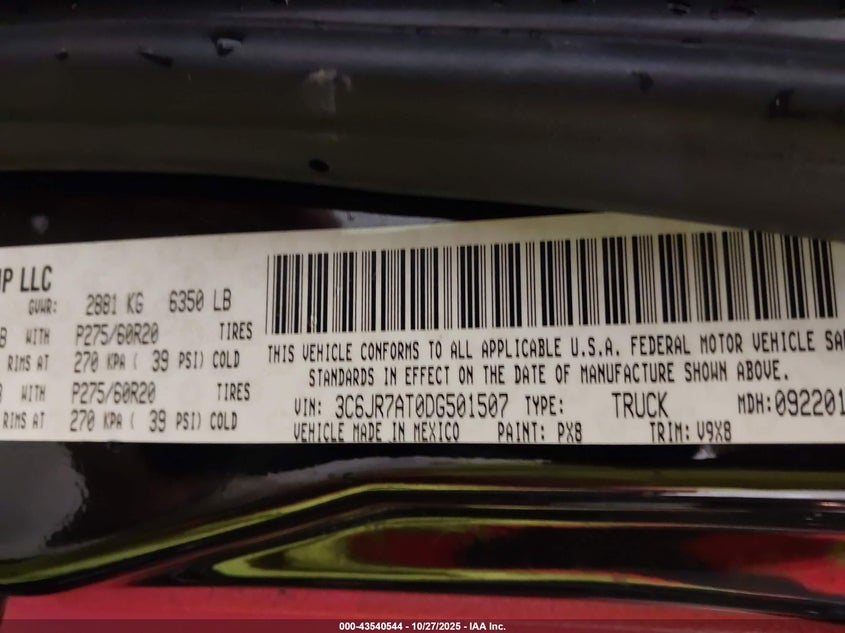 UP LLC
GVWR: 2881 KG 6350 LB
B WITH P275/60R20 TIRES
RIMS AT 270 KPA ( 39 PSI) COLD
WITH P275/60R20 TIRES
RIMS AT 270 KPA ( 39 PSI) COLD
THIS VEHICLE CONFORMS TO ALL APPLICABLE U.S.A. FEDERAL MOTOR VEHICLE SA
STANDARDS IN EFFECT ON THE DATE OF MANUFACTURE SHOWN ABOVE.
VIN: 3C6JR7AT0DG501507 TYPE: TRUCK MDH: 092201
VEHICLE MADE IN MEXICO PAINT: PX8 TRIM: V9X8
000-43540544 - 10/27/2025 - IAA Inc.